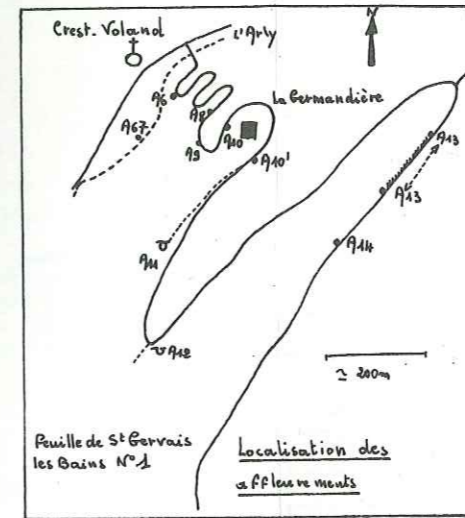 N
Crest. Voland
L'Arly
A6
A8
La Germandière
A67
A9
A10
A10'
A13
A13'
A14
A11
A12
≃ 200m
Feuille de St Gervais
les Bains N°1
Localisation des
affleurements